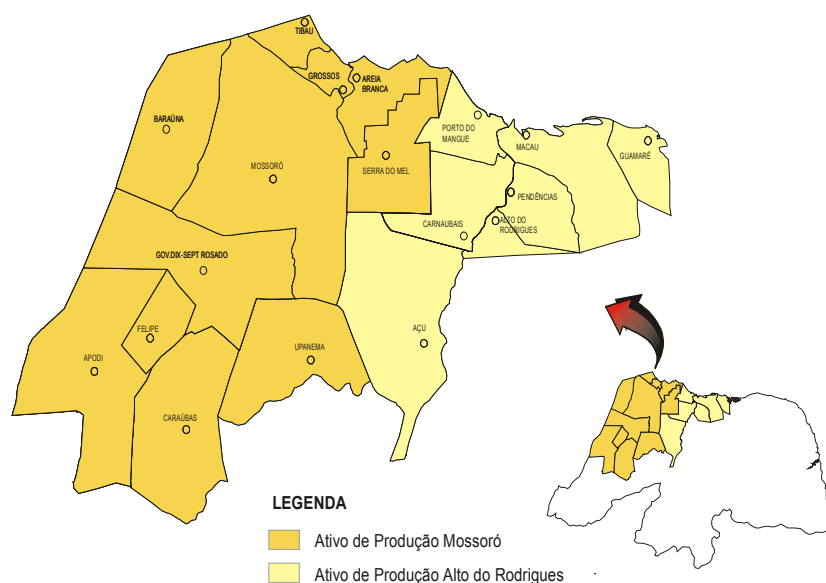 TIBAU
GROSSOS
AREIA
BRANCA
BARAÚNA
PORTO DO
MANGUE
MACAU
GUAMARÉ
SERRA DO MEL
MOSSORÓ
PENDÊNCIAS
CARNAUBAIS
ALTO DO
RODRIGUES
GOV.DIX-SEPT ROSADO
FELIPE
AÇU
UPANEMA
APODI
CARAÚBAS
LEGENDA
Ativo de Produção Mossoró
Ativo de Produção Alto do Rodrigues